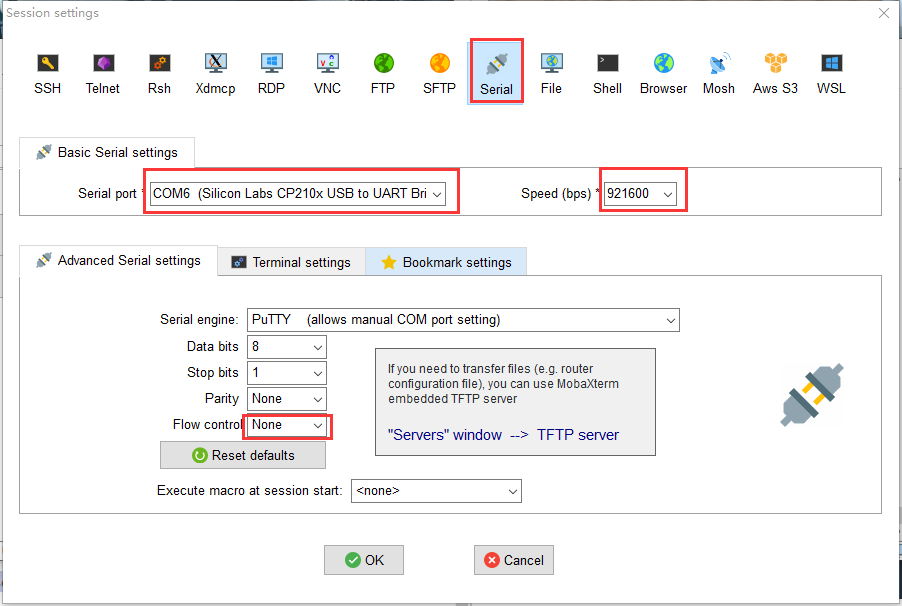 Session settings
SSH
Telnet
Rsh
Xdmcp
RDP
VNC
FTP
SFTP
Serial
File
Shell
Browser
Mosh
Aws S3
WSL
Basic Serial settings
Serial port * COM6 (Silicon Labs CP210x USB to UART Bri
Speed (bps) * 921600
Advanced Serial settings
Terminal settings
Bookmark settings
Serial engine: PuTTY (allows manual COM port setting)
Data bits 8
Stop bits 1
Parity None
Flow control None
Reset defaults
If you need to transfer files (e.g. router
configuration file), you can use MobaXterm
embedded TFTP server
"Servers" window --> TFTP server
Execute macro at session start: <none>
OK
Cancel